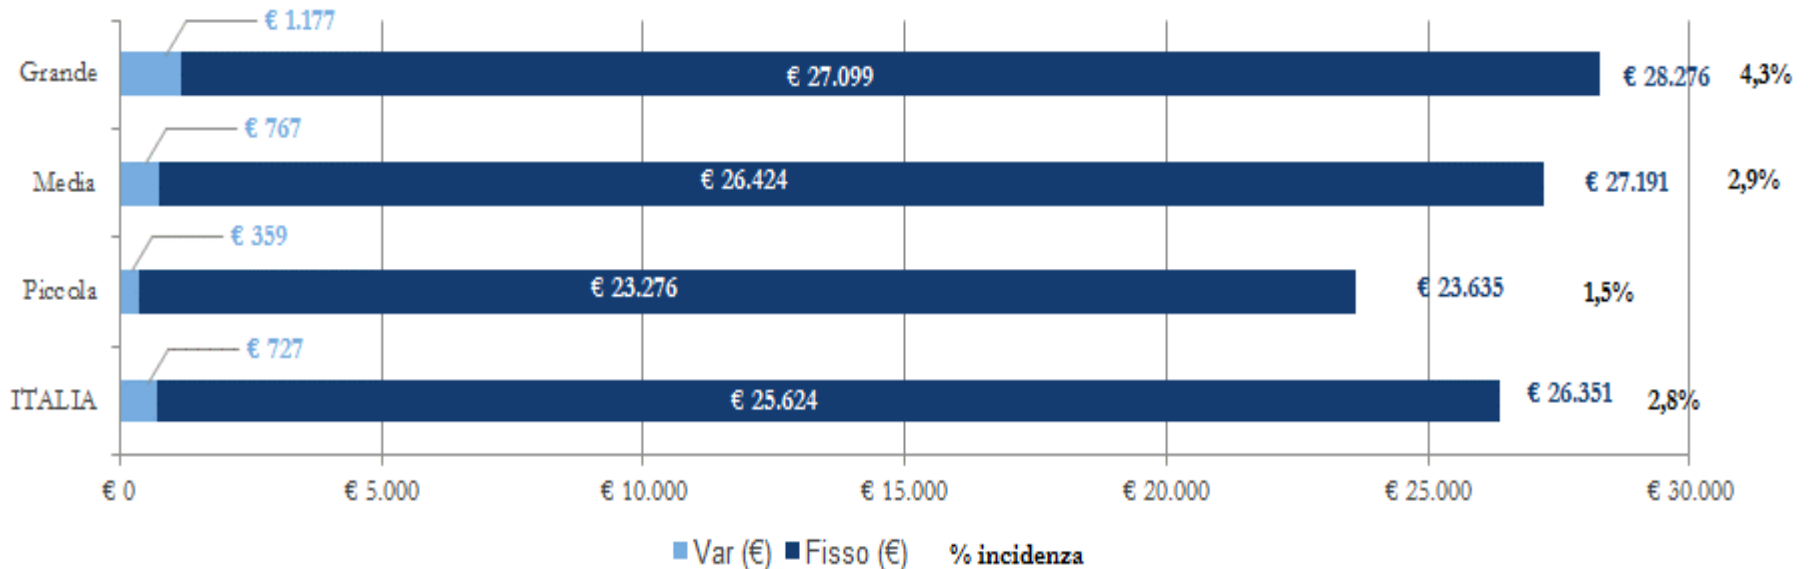 € 1.177
Grande € 27.099 € 28.276 4,3%
€ 767
Media € 26.424 € 27.191 2,9%
€ 359
Piccola € 23.276 € 23.635 1,5%
€ 727
ITALIA € 25.624 € 26.351 2,8%
€ 0 € 5.000 € 10.000 € 15.000 € 20.000 € 25.000 € 30.000
Var (€) Fisso (€) % incidenza